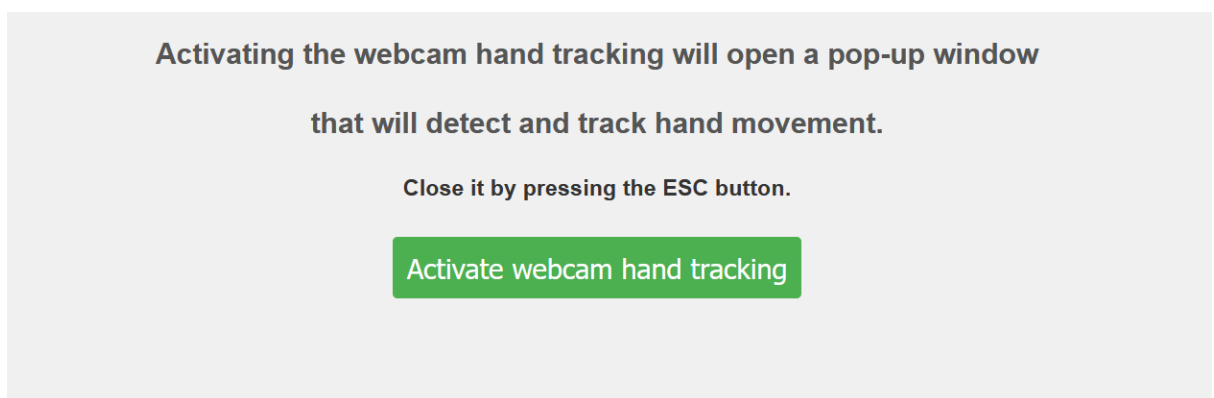 Activating the webcam hand tracking will open a pop-up window
that will detect and track hand movement.
Close it by pressing the ESC button.
Activate webcam hand tracking